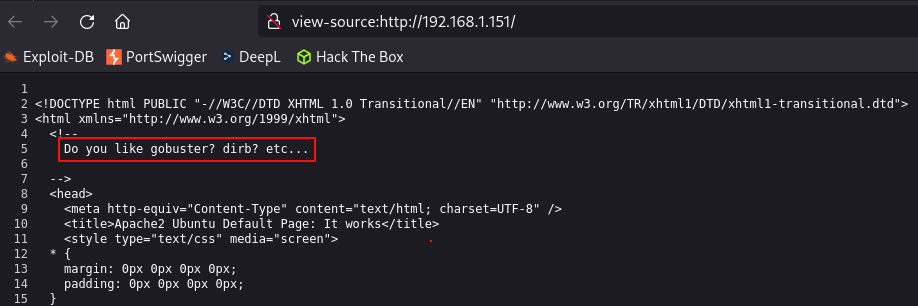 view-source:http://192.168.1.151/
Exploit-DB PortSwigger DeepL Hack The Box
1
2 <!DOCTYPE html PUBLIC "-//W3C//DTD XHTML 1.0 Transitional//EN" "http://www.w3.org/TR/xhtml1/DTD/xhtml1-transitional.dtd">
3 <html xmlns="http://www.w3.org/1999/xhtml">
4 <!--
5 Do you like gobuster? dirb? etc...
6
7 -->
8 <head>
9 <meta http-equiv="Content-Type" content="text/html; charset=UTF-8" />
10 <title>Apache2 Ubuntu Default Page: It works</title>
11 <style type="text/css" media="screen">
12 * {
13 margin: 0px 0px 0px 0px;
14 padding: 0px 0px 0px 0px;
15 }